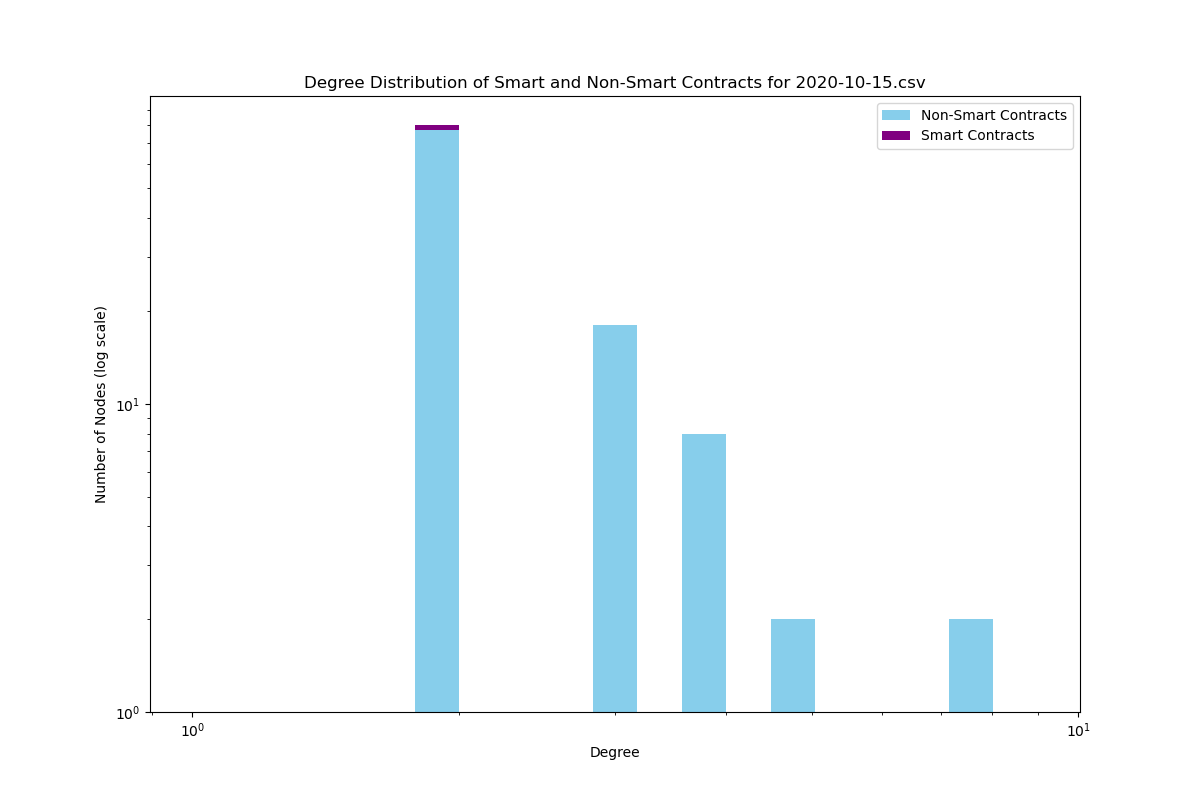 Degree Distribution of Smart and Non-Smart Contracts for 2020-10-15.csv
Non-Smart Contracts
Smart Contracts
Number of Nodes (log scale)
10¹
10⁰
10⁰
10¹
Degree